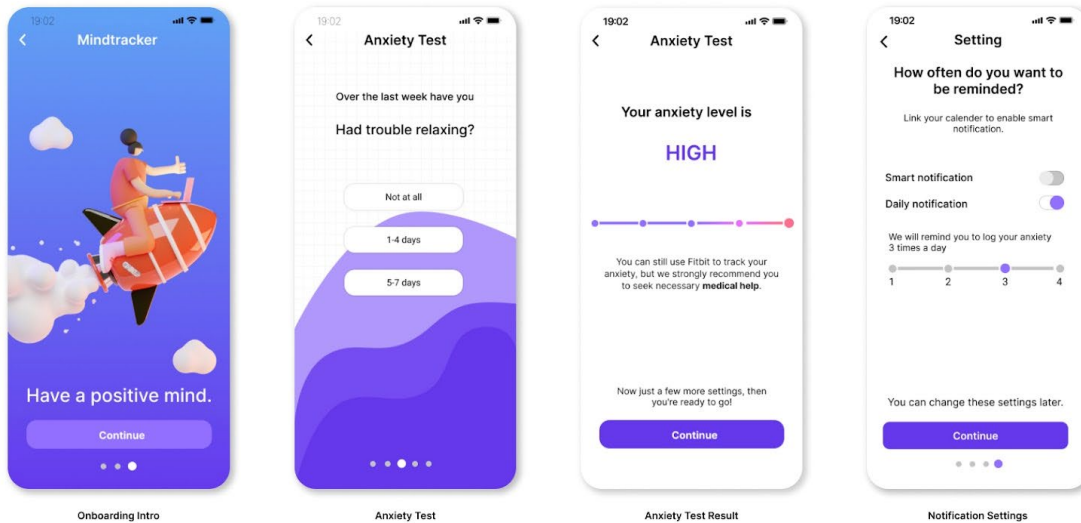 19:02
Mindtracker
Have a positive mind.
Continue
Onboarding Intro
19:02
Anxiety Test
Over the last week have you
Had trouble relaxing?
Not at all
1-4 days
5-7 days
Anxiety Test
19:02
Anxiety Test
Your anxiety level is
HIGH
You can still use Fitbit to track your
anxiety, but we strongly recommend you
to seek necessary medical help.
Now just a few more settings, then
you're ready to go!
Continue
Anxiety Test Result
19:02
Setting
How often do you want to
be reminded?
Link your calender to enable smart
notification.
Smart notification
Daily notification
We will remind you to log your anxiety
3 times a day
1 2 3 4
You can change these settings later.
Continue
Notification Settings